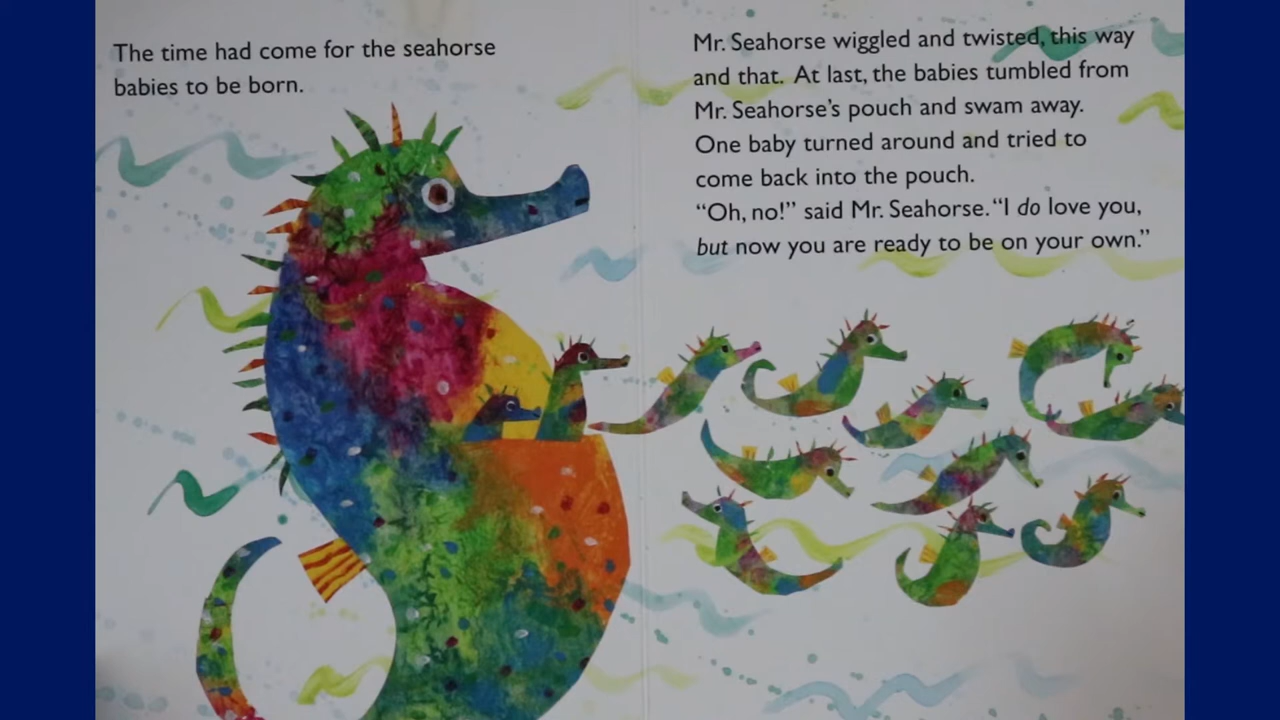 The time had come for the seahorse
babies to be born.
Mr. Seahorse wiggled and twisted, this way
and that. At last, the babies tumbled from
Mr. Seahorse’s pouch and swam away.
One baby turned around and tried to
come back into the pouch.
“Oh, no!” said Mr. Seahorse. “I do love you,
but now you are ready to be on your own.”